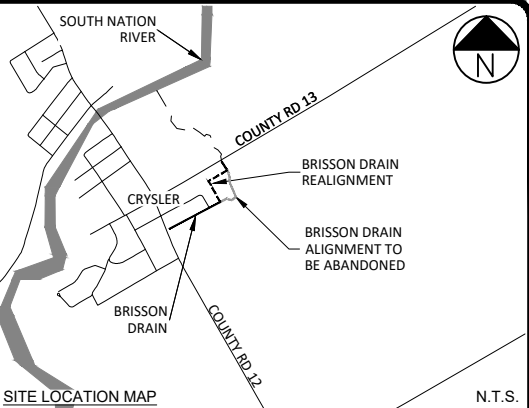 SOUTH NATION
RIVER
N
COUNTY RD 13
BRISSON DRAIN
REALIGNMENT
CRYSLER
BRISSON DRAIN
ALIGNMENT TO
BE ABANDONED
BRISSON
DRAIN
COUNTY RD 12
SITE LOCATION MAP
N.T.S.